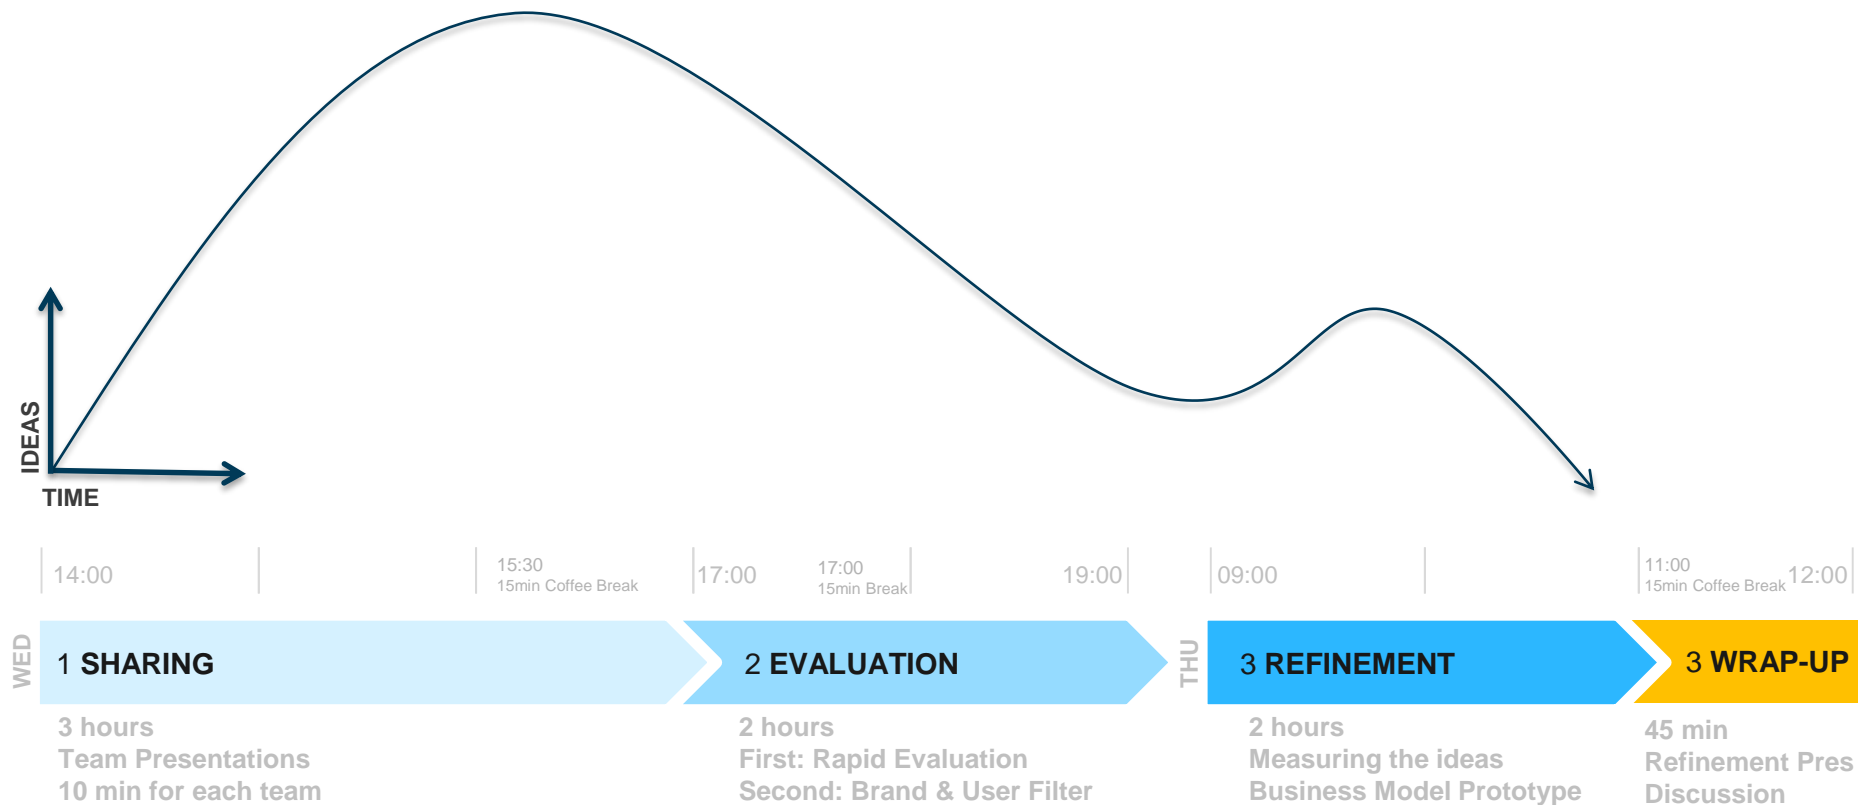 IDEAS
TIME
14:00
15:30
15min Coffee Break
17:00
17:00
15min Break
19:00
09:00
11:00
15min Coffee Break
12:00
WED
1 SHARING
2 EVALUATION
THU
3 REFINEMENT
3 WRAP-UP
3 hours
Team Presentations
10 min for each team
2 hours
First: Rapid Evaluation
Second: Brand & User Filter
2 hours
Measuring the ideas
Business Model Prototype
45 min
Refinement Pres
Discussion